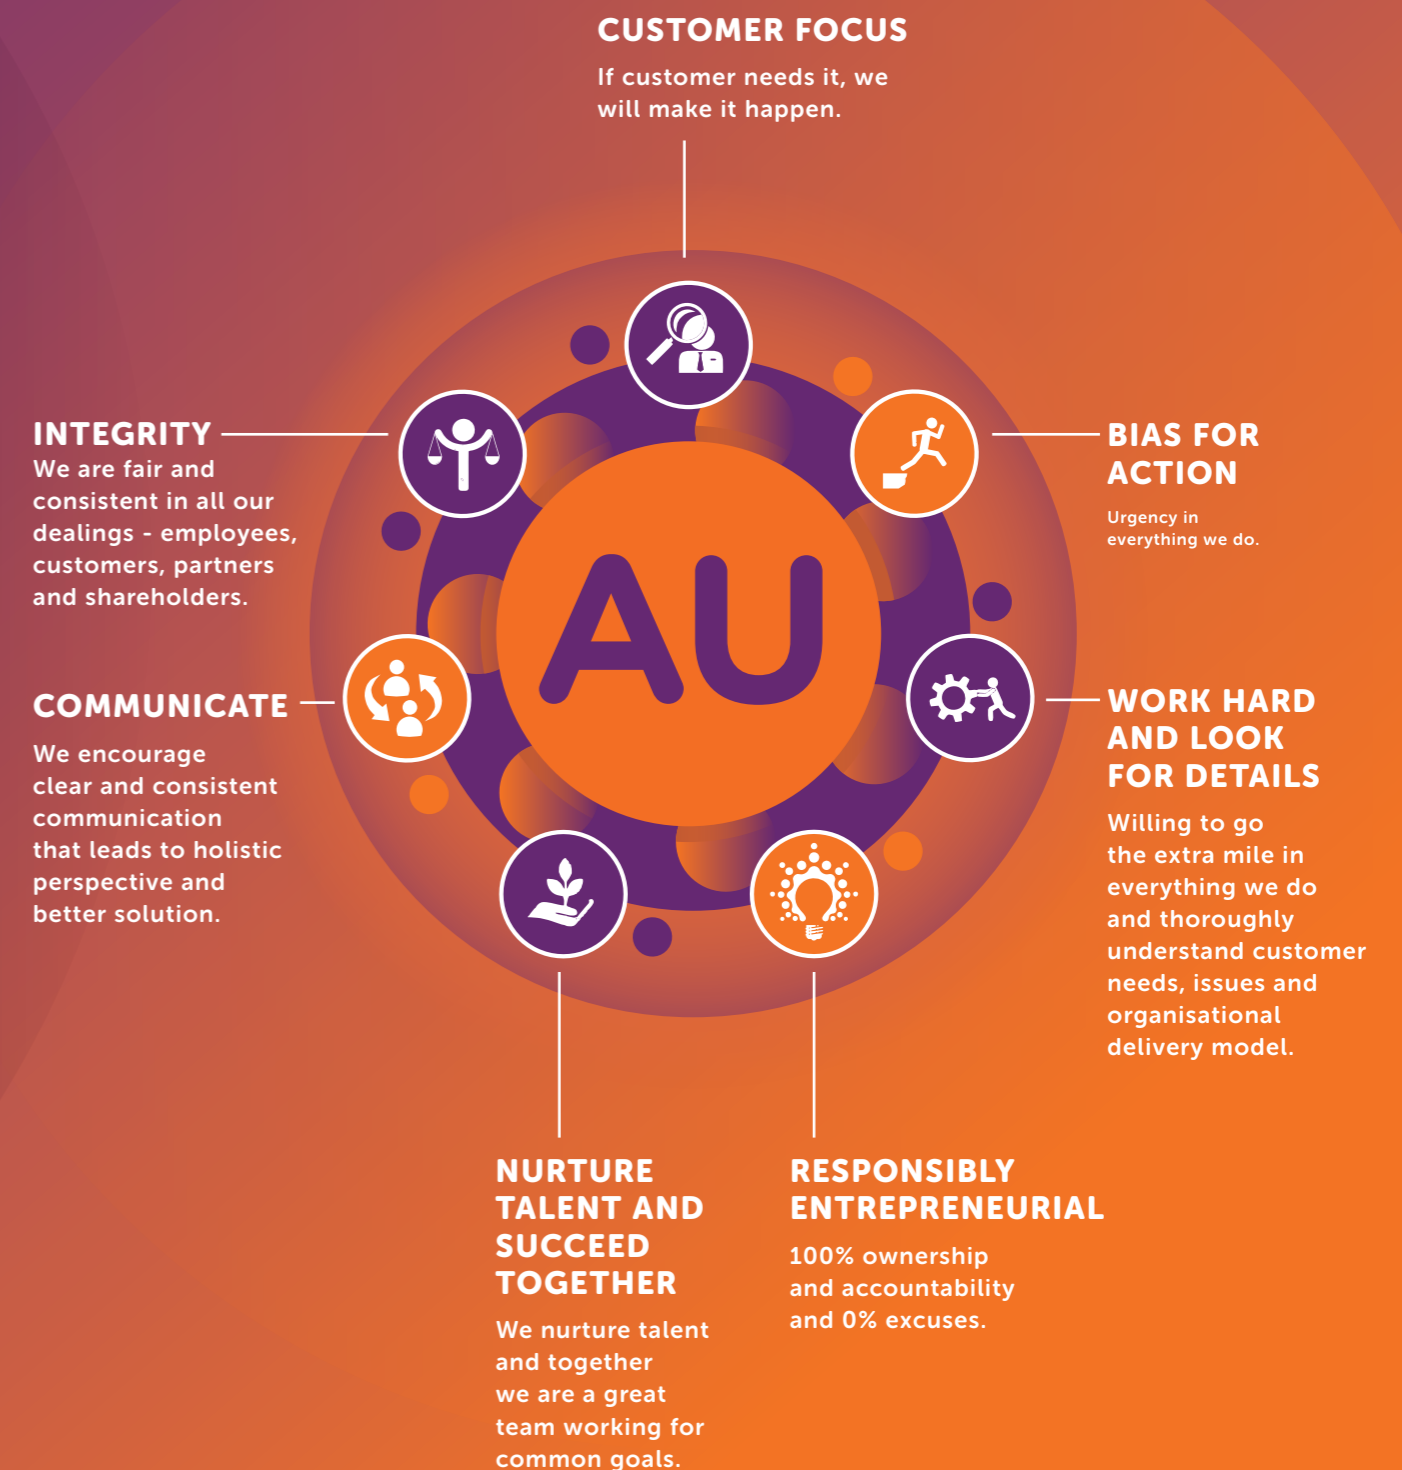 CUSTOMER FOCUS
If customer needs it, we
will make it happen.
INTEGRITY
We are fair and
consistent in all our
dealings - employees,
customers, partners
and shareholders.
BIAS FOR
ACTION
Urgency in
everything we do.
AU
COMMUNICATE
We encourage
clear and consistent
communication
that leads to holistic
perspective and
better solution.
WORK HARD
AND LOOK
FOR DETAILS
Willing to go
the extra mile in
everything we do
and thoroughly
understand customer
needs, issues and
organisational
delivery model.
NURTURE
TALENT AND
SUCCEED
TOGETHER
We nurture talent
and together
we are a great
team working for
common goals.
RESPONSIBLY
ENTREPRENEURIAL
100% ownership
and accountability
and 0% excuses.